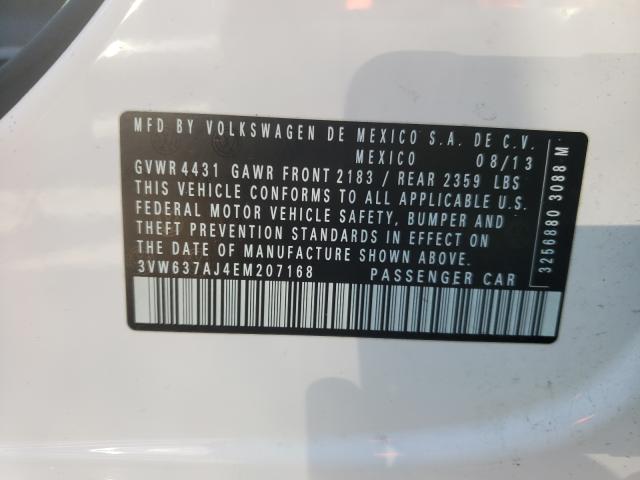 MFD BY VOLKSWAGEN DE MEXICO S.A. DE C.V.
MEXICO 08/13
GVWR 4431 GAWR FRONT 2183 / REAR 2359 LBS
THIS VEHICLE CONFORMS TO ALL APPLICABLE U.S.
FEDERAL MOTOR VEHICLE SAFETY, BUMPER AND
THEFT PREVENTION STANDARDS IN EFFECT ON
THE DATE OF MANUFACTURE SHOWN ABOVE.
3VW637AJ4EM207168 PASSENGER CAR
3256880 3088 M